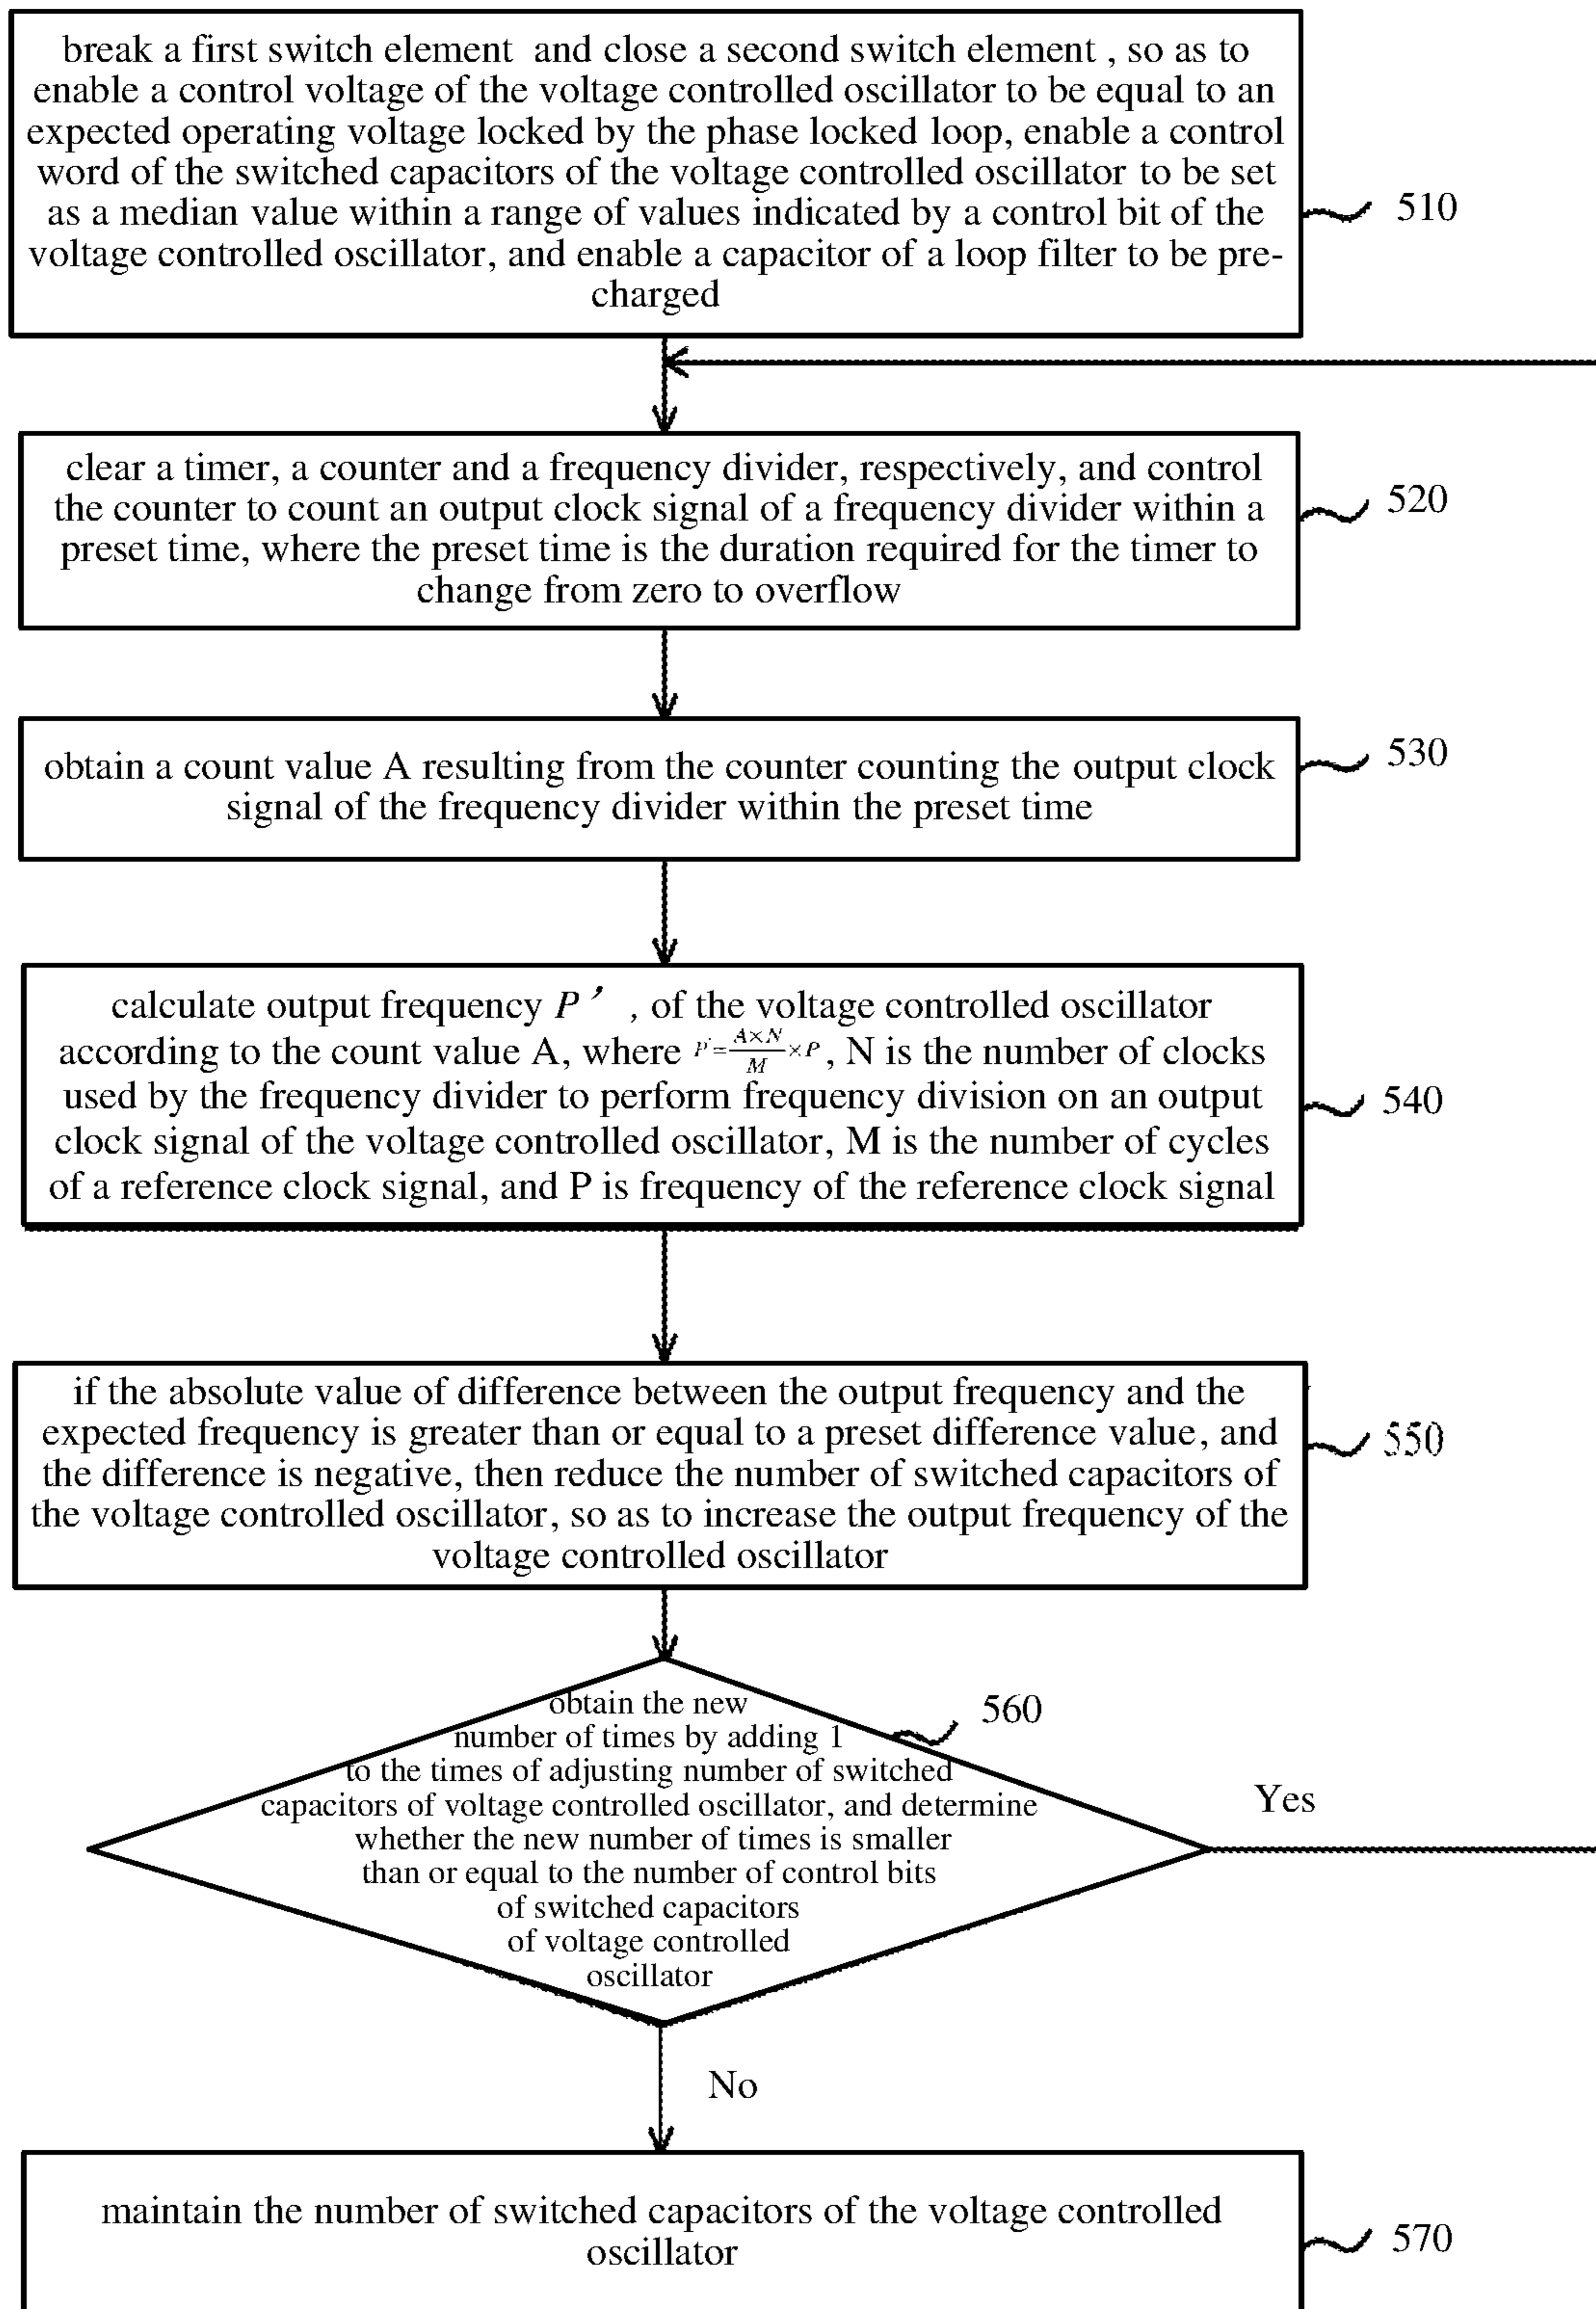 break a first switch element and close a second switch element , so as to
enable a control voltage of the voltage controlled oscillator to be equal to an
expected operating voltage locked by the phase locked loop, enable a control
word of the switched capacitors of the voltage controlled oscillator to be set
as a median value within a range of values indicated by a control bit of the
voltage controlled oscillator, and enable a capacitor of a loop filter to be pre-
charged
510
clear a timer, a counter and a frequency divider, respectively, and control
the counter to count an output clock signal of a frequency divider within a
preset time, where the preset time is the duration required for the timer to
change from zero to overflow
520
obtain a count value A resulting from the counter counting the output clock
signal of the frequency divider within the preset time
530
calculate output frequency P′ , of the voltage controlled oscillator
according to the count value A, where P'=A×N/M×P, N is the number of clocks
used by the frequency divider to perform frequency division on an output
clock signal of the voltage controlled oscillator, M is the number of cycles
of a reference clock signal, and P is frequency of the reference clock signal
540
if the absolute value of difference between the output frequency and the
expected frequency is greater than or equal to a preset difference value, and
the difference is negative, then reduce the number of switched capacitors of
the voltage controlled oscillator, so as to increase the output frequency of the
voltage controlled oscillator
550
obtain the new
number of times by adding 1
to the times of adjusting number of switched
capacitors of voltage controlled oscillator, and determine
whether the new number of times is smaller
than or equal to the number of control bits
of switched capacitors
of voltage controlled
oscillator
560
Yes
No
maintain the number of switched capacitors of the voltage controlled
oscillator
570